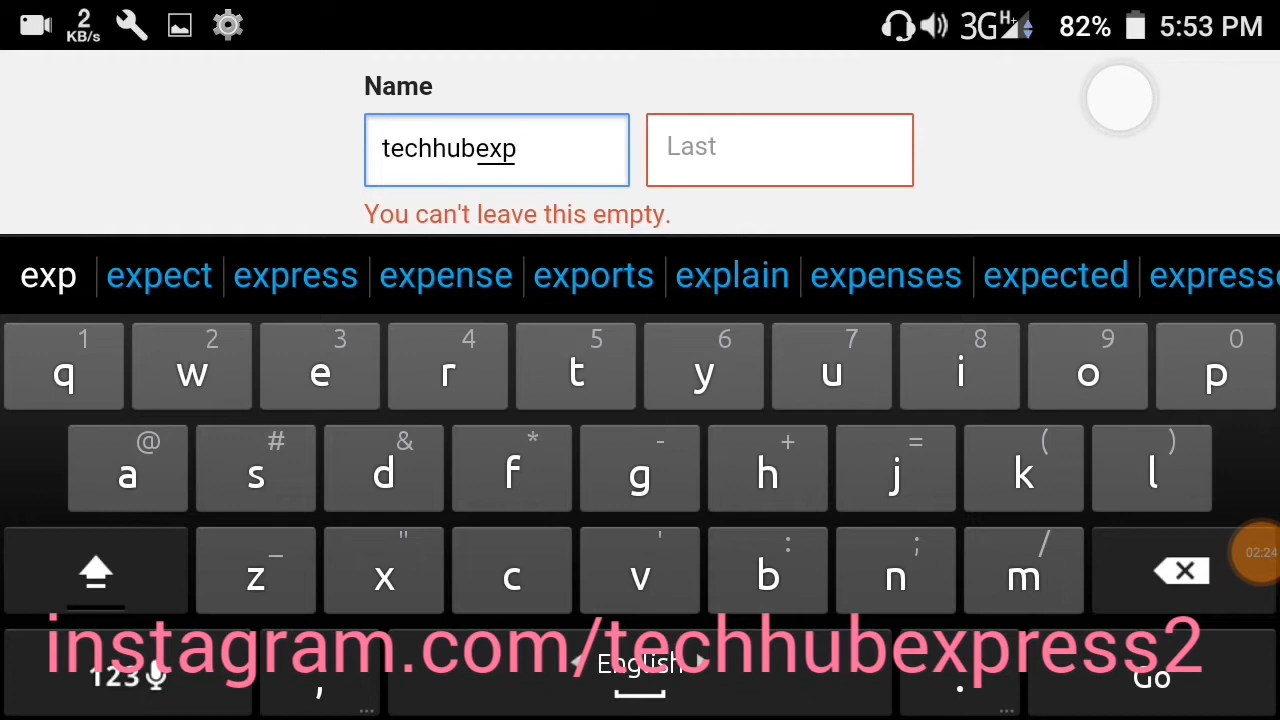 2 KB/s 3G H+ 82% 5:53 PM
Name
techhubexp Last
You can't leave this empty.
exp expect express expense exports explain expenses expected expresse
1 2 3 4 5 6 7 8 9 0
q w e r t y u i o p
@ # & * - + = ( )
a s d f g h j k l
_ " ' : ; /
z x c v b n m
02:24
instagram.com/techhubexpress2
123 , English . Go